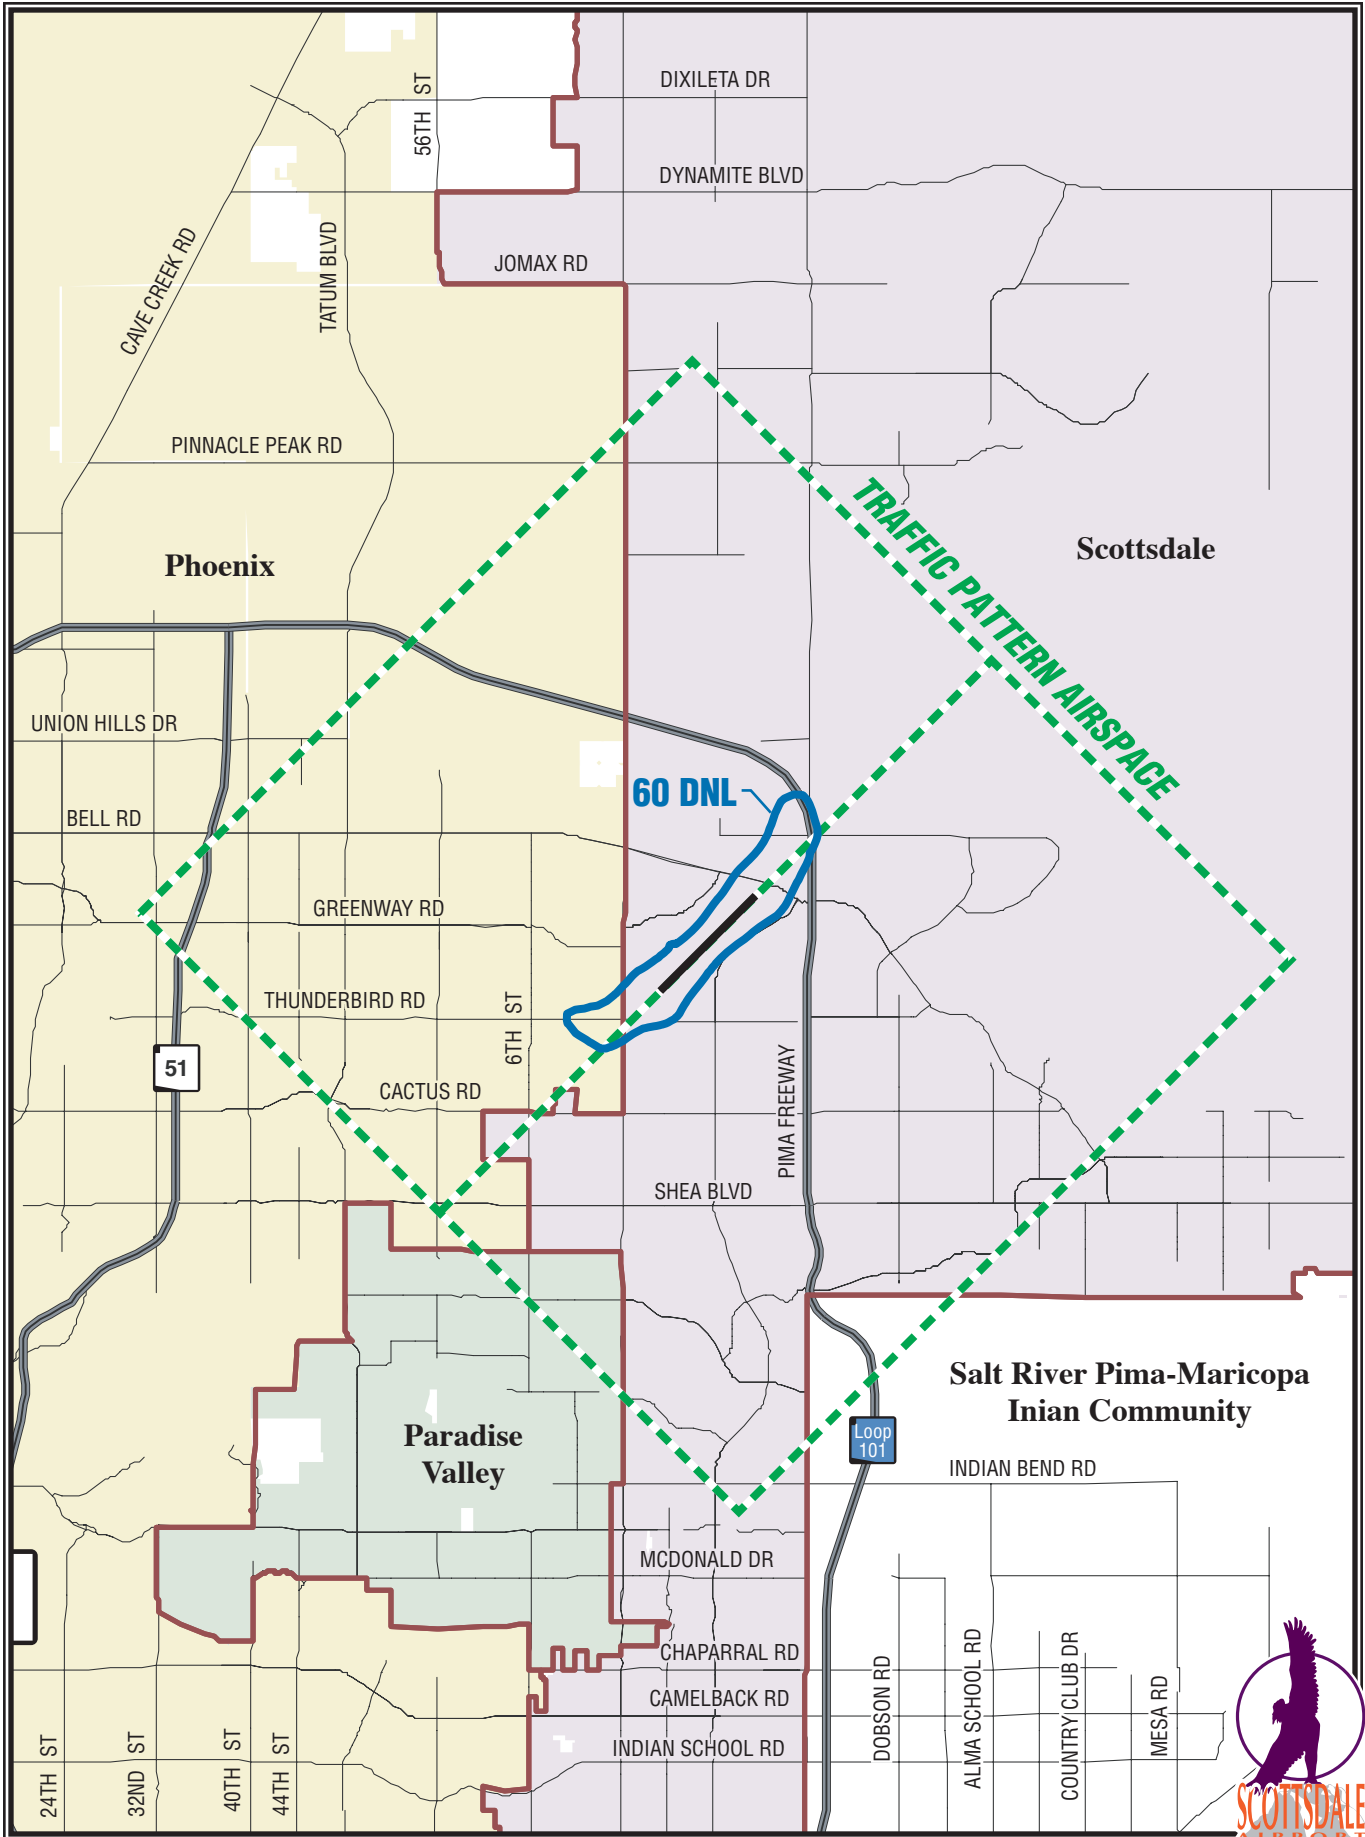 DIXILETA DR
56TH ST
DYNAMITE BLVD
CAVE CREEK RD
TATUM BLVD
JOMAX RD
PINNACLE PEAK RD
TRAFFIC PATTERN AIRSPACE
Phoenix
Scottsdale
UNION HILLS DR
60 DNL
BELL RD
GREENWAY RD
THUNDERBIRD RD
6TH ST
51
CACTUS RD
PIMA FREEWAY
SHEA BLVD
Salt River Pima-Maricopa
Inian Community
Paradise
Valley
Loop
101
INDIAN BEND RD
MCDONALD DR
CHAPARRAL RD
CAMELBACK RD
INDIAN SCHOOL RD
24TH ST
32ND ST
40TH ST
44TH ST
DOBSON RD
ALMA SCHOOL RD
COUNTRY CLUB DR
MESA RD
SCOTTSDALE
AIRPORT